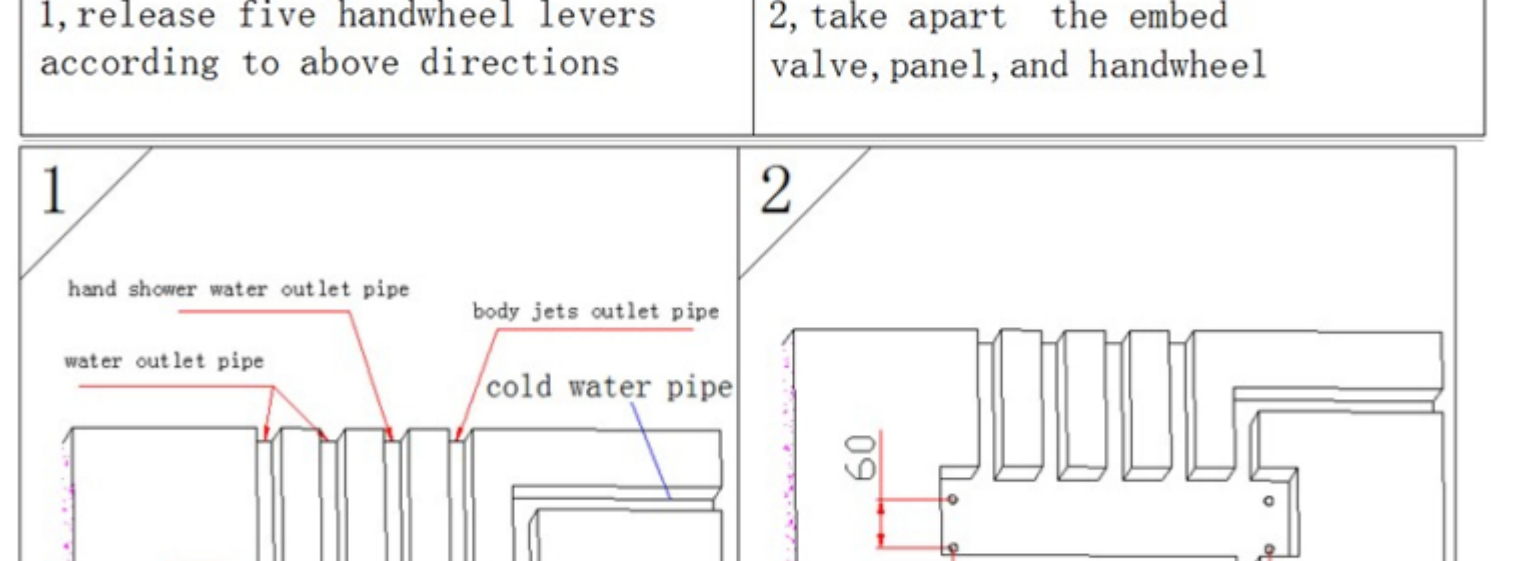 1, release five handwheel levers
according to above directions
2, take apart the embed
valve, panel, and handwheel
1
hand shower water outlet pipe
body jets outlet pipe
water outlet pipe
cold water pipe
2
60